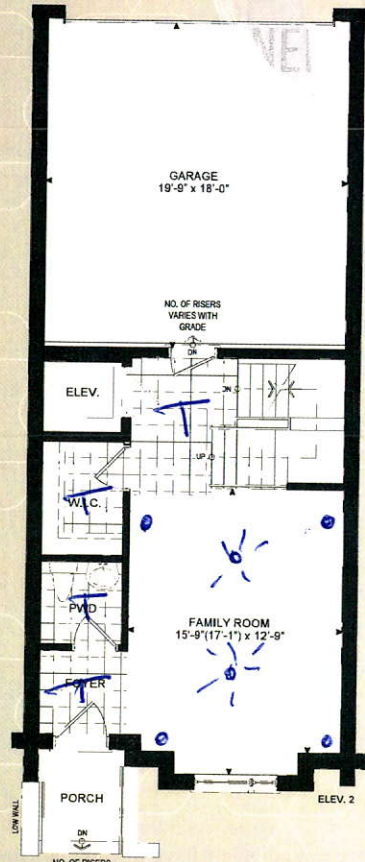 GARAGE
19'-9" x 18'-0"
NO. OF RISERS
VARIES WITH
GRADE
DN
ELEV.
DN
T
UP
W.I.C.
T
PWD
T
FAMILY ROOM
15'-9"(17'-1") x 12'-9"
FOYER
T
PORCH
LOW WALL
DN
ELEV. 2
NO. OF RISERS